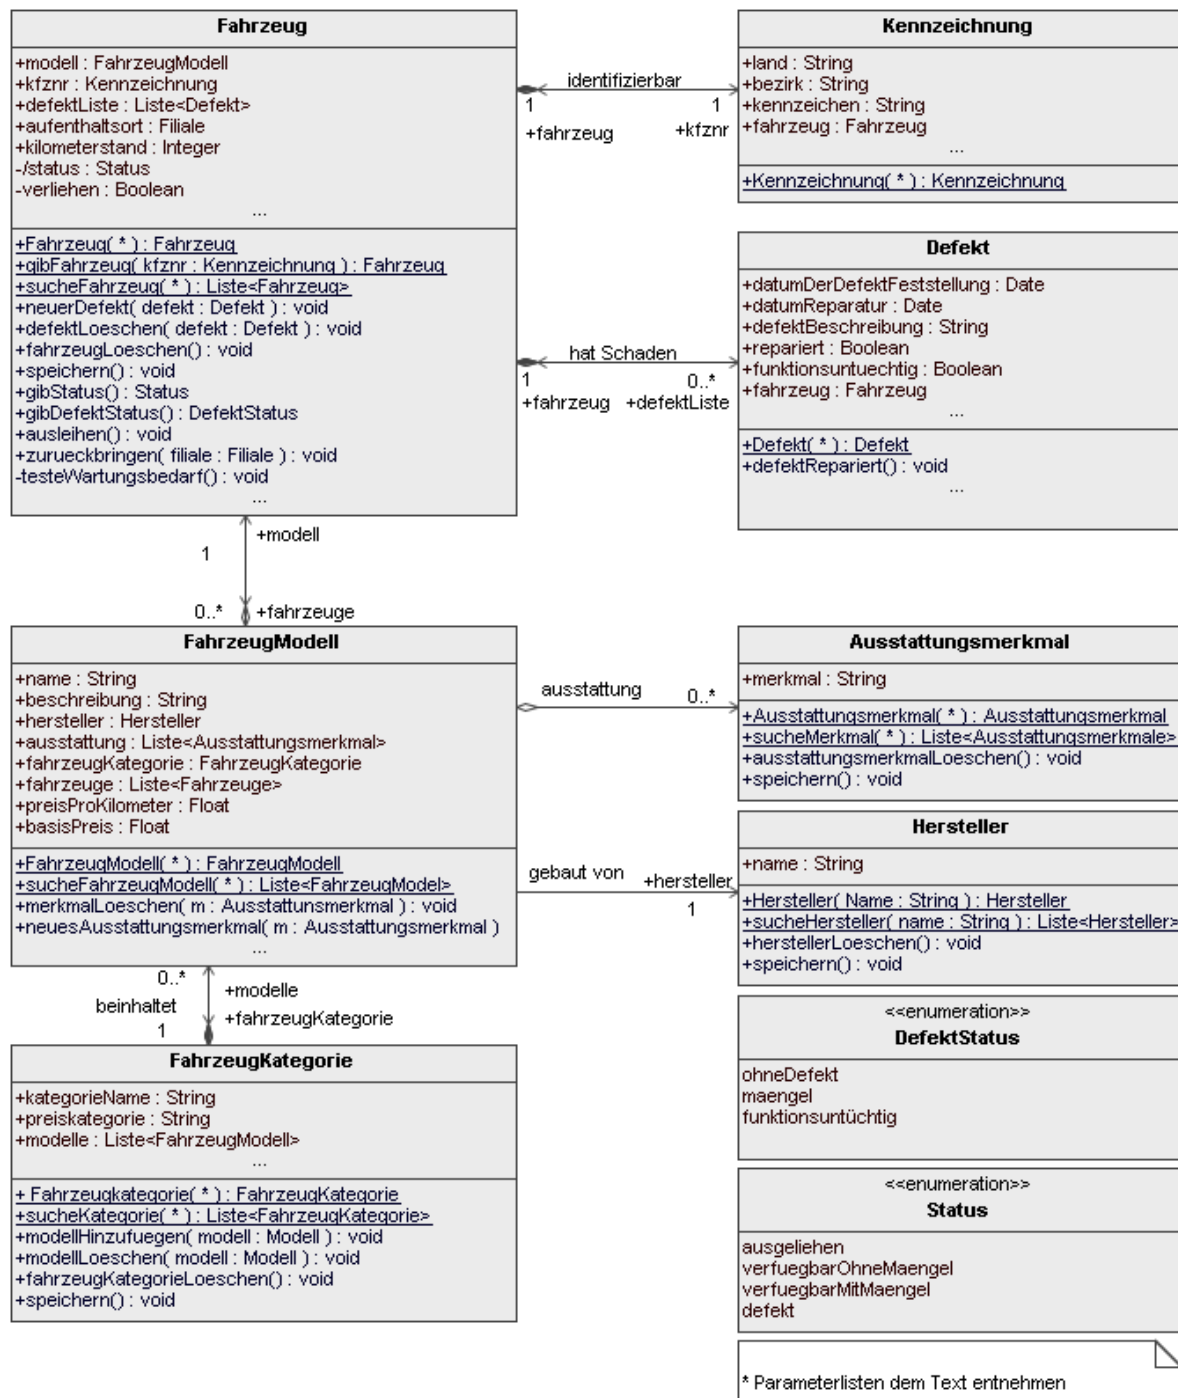 Fahrzeug
+modell : FahrzeugModell
+kfznr : Kennzeichnung
+defektListe : Liste<Defekt>
+aufenthaltsort : Filiale
+kilometerstand : Integer
-/status : Status
-verliehen : Boolean
...
+Fahrzeug( * ) : Fahrzeug
+gibFahrzeug( kfznr : Kennzeichnung ) : Fahrzeug
+sucheFahrzeug( * ) : Liste<Fahrzeug>
+neuerDefekt( defekt : Defekt ) : void
+defektLoeschen( defekt : Defekt ) : void
+fahrzeugLoeschen() : void
+speichern() : void
+gibStatus() : Status
+gibDefektStatus() : DefektStatus
+ausleihen() : void
+zurueckbringen( filiale : Filiale ) : void
-testeWartungsbedarf() : void
...
identifizierbar
1
1
+fahrzeug
+kfznr
Kennzeichnung
+land : String
+bezirk : String
+kennzeichen : String
+fahrzeug : Fahrzeug
...
+Kennzeichnung( * ) : Kennzeichnung
hat Schaden
1
0..*
+fahrzeug
+defektListe
Defekt
+datumDerDefektFeststellung : Date
+datumReparatur : Date
+defektBeschreibung : String
+repariert : Boolean
+funktionsuntuechtig : Boolean
+fahrzeug : Fahrzeug
...
+Defekt( * ) : Defekt
+defektRepariert() : void
...
+modell
1
0..*
+fahrzeuge
FahrzeugModell
+name : String
+beschreibung : String
+hersteller : Hersteller
+ausstattung : Liste<Ausstattungsmerkmal>
+fahrzeugKategorie : FahrzeugKategorie
+fahrzeuge : Liste<Fahrzeuge>
+preisProKilometer : Float
+basisPreis : Float
+FahrzeugModell( * ) : FahrzeugModell
+sucheFahrzeugModell( * ) : Liste<FahrzeugModel>
+merkmalLoeschen( m : Ausstattunsmerkmal ) : void
+neuesAusstattungsmerkmal( m : Ausstattungsmerkmal )
...
ausstattung
0..*
Ausstattungsmerkmal
+merkmal : String
+Ausstattungsmerkmal( * ) : Ausstattungsmerkmal
+sucheMerkmal( * ) : Liste<Ausstattungsmerkmale>
+ausstattungsmerkmalLoeschen() : void
+speichern() : void
gebaut von
+hersteller
1
Hersteller
+name : String
+Hersteller( Name : String ) : Hersteller
+sucheHersteller( name : String ) : Liste<Hersteller>
+herstellerLoeschen() : void
+speichern() : void
0..*
+modelle
beinhaltet
+fahrzeugKategorie
1
FahrzeugKategorie
+kategorieName : String
+preiskategorie : String
+modelle : Liste<FahrzeugModell>
...
+ Fahrzeugkategorie( * ) : FahrzeugKategorie
+sucheKategorie( * ) : Liste<FahrzeugKategorie>
+modellHinzufuegen( modell : Modell ) : void
+modellLoeschen( modell : Modell ) : void
+fahrzeugKategorieLoeschen() : void
+speichern() : void
<<enumeration>>
DefektStatus
ohneDefekt
maengel
funktionsuntüchtig
<<enumeration>>
Status
ausgeliehen
verfuegbarOhneMaengel
verfuegbarMitMaengel
defekt
* Parameterlisten dem Text entnehmen